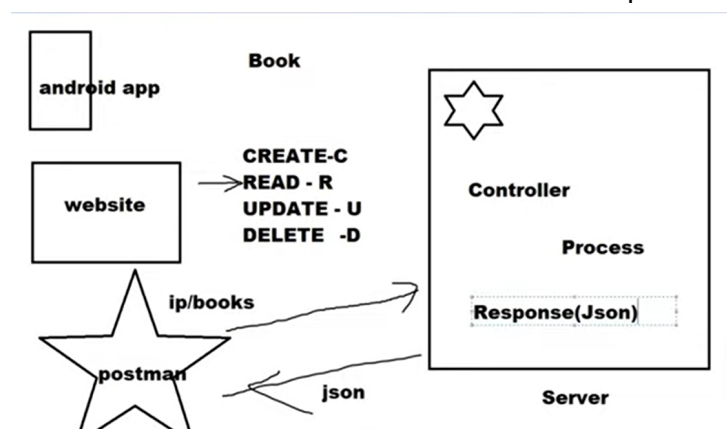 android app
Book
CREATE-C
READ - R
UPDATE - U
DELETE -D
website
Controller
Process
ip/books
Response(Json)
postman
json
Server